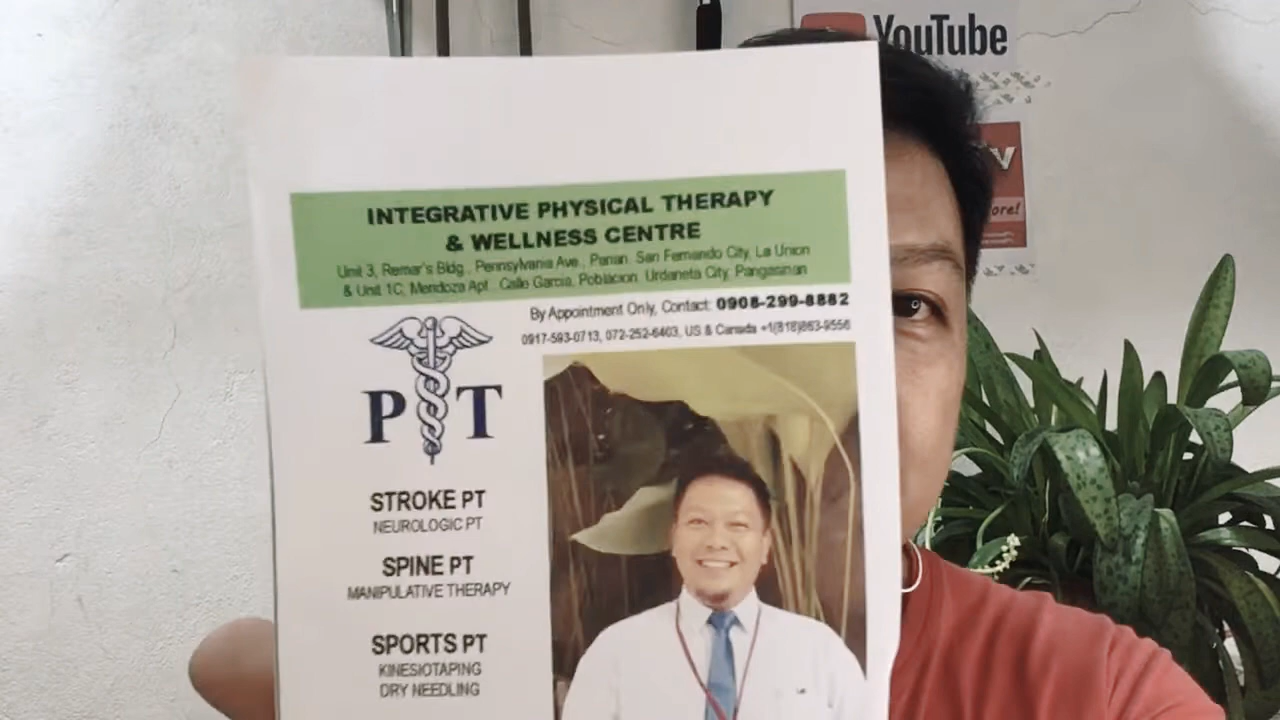 YouTube
V
ore!
INTEGRATIVE PHYSICAL THERAPY
& WELLNESS CENTRE
Unit 3, Remar's Bldg., Pennsylvania Ave., Parian, San Fernando City, La Union
& Unit 1C, Mendoza Apt., Calle Garcia, Poblacion, Urdaneta City, Pangasinan
By Appointment Only, Contact: 0908-299-8882
0917-593-0713, 072-252-6403, US & Canada +1(818)863-9556
P T
STROKE PT
NEUROLOGIC PT
SPINE PT
MANIPULATIVE THERAPY
SPORTS PT
KINESIOTAPING
DRY NEEDLING